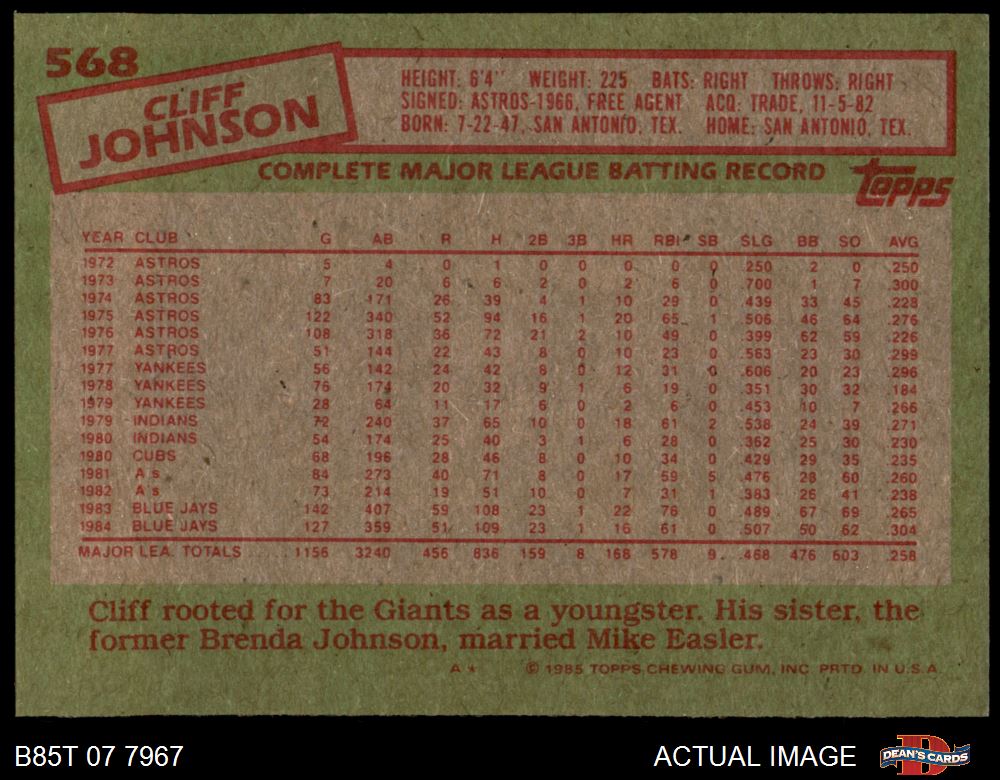 568
CLIFF
JOHNSON
HEIGHT: 6'4" WEIGHT: 225 BATS: RIGHT THROWS: RIGHT
SIGNED: ASTROS-1966, FREE AGENT ACQ: TRADE, 11-5-82
BORN: 7-22-47, SAN ANTONIO, TEX. HOME: SAN ANTONIO, TEX.
COMPLETE MAJOR LEAGUE BATTING RECORD
topps
YEAR CLUB G AB R H 2B 3B HR RBI SB SLG BB SO AVG
1972 ASTROS 5 4 0 1 0 0 0 0 0 .250 2 0 .250
1973 ASTROS 7 20 6 6 2 0 2 6 0 .700 1 7 .300
1974 ASTROS 83 171 26 39 4 1 10 29 0 .439 33 45 .228
1975 ASTROS 122 340 52 94 16 1 20 65 1 .506 46 64 .276
1976 ASTROS 108 318 36 72 21 2 10 49 0 .399 62 59 .226
1977 ASTROS 51 144 22 43 8 0 10 23 0 .563 23 30 .299
1977 YANKEES 56 142 24 42 8 0 12 31 0 .606 20 23 .296
1978 YANKEES 76 174 20 32 9 1 6 19 0 .351 30 32 .184
1979 YANKEES 28 64 11 17 6 0 2 6 0 .453 10 7 .266
1979 INDIANS 72 240 37 65 10 0 18 61 2 .538 24 39 .271
1980 INDIANS 54 174 25 40 3 1 6 28 0 .362 25 30 .230
1980 CUBS 68 196 28 46 8 0 10 34 0 .429 29 35 .235
1981 A's 84 273 40 71 8 0 17 59 5 .476 28 60 .260
1982 A's 73 214 19 51 10 0 7 31 1 .383 26 41 .238
1983 BLUE JAYS 142 407 59 108 23 1 22 76 0 .489 67 69 .265
1984 BLUE JAYS 127 359 51 109 23 1 16 61 0 .507 50 62 .304
MAJOR LEA. TOTALS ..... 1156 3240 456 836 159 8 168 578 9 .468 476 603 .258
Cliff rooted for the Giants as a youngster. His sister, the
former Brenda Johnson, married Mike Easler.
A * © 1985 TOPPS CHEWING GUM, INC. PRTD. IN U.S.A.
B85T 07 7967 ACTUAL IMAGE DEAN'S CARDS